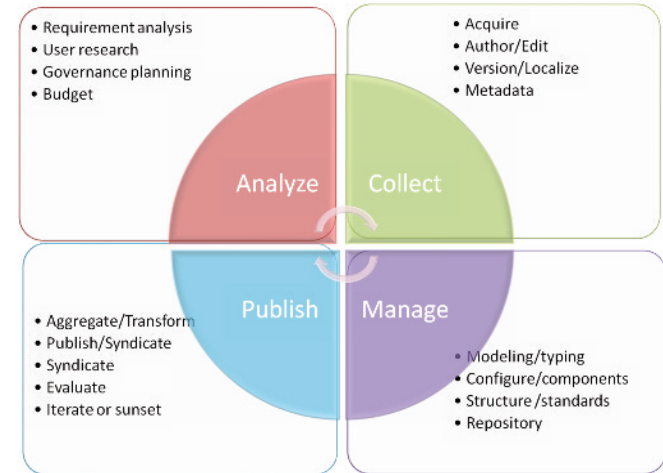 • Requirement analysis
• User research
• Governance planning
• Budget
• Acquire
• Author/Edit
• Version/Localize
• Metadata
Analyze
Collect
Publish
Manage
• Aggregate/Transform
• Publish/Syndicate
• Syndicate
• Evaluate
• Iterate or sunset
• Modeling/typing
• Configure/components
• Structure /standards
• Repository